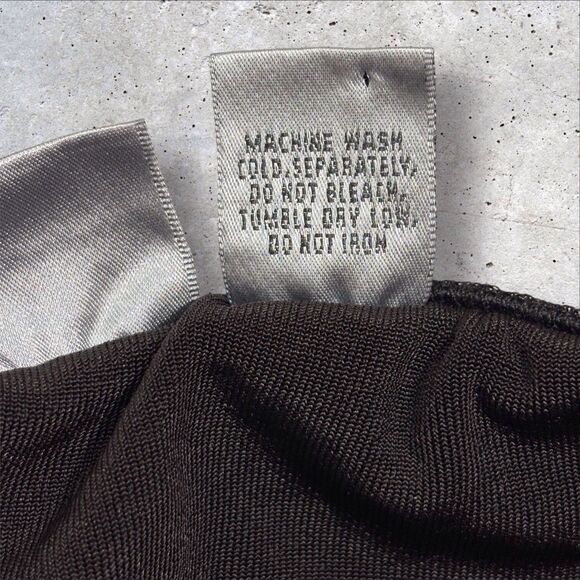 MACHINE WASH
COLD, SEPARATELY,
DO NOT BLEACH,
TUMBLE DRY LOW,
DO NOT IRON